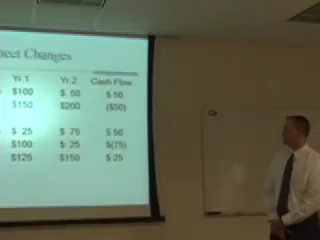 eet Changes
Yr 1 Yr 2 Cash Flow
$100 $ 50 $ 50
$150 $200 ($50)
$ 25 $ 75 $ 50
$100 $ 25 $(75)
$125 $150 $ 25